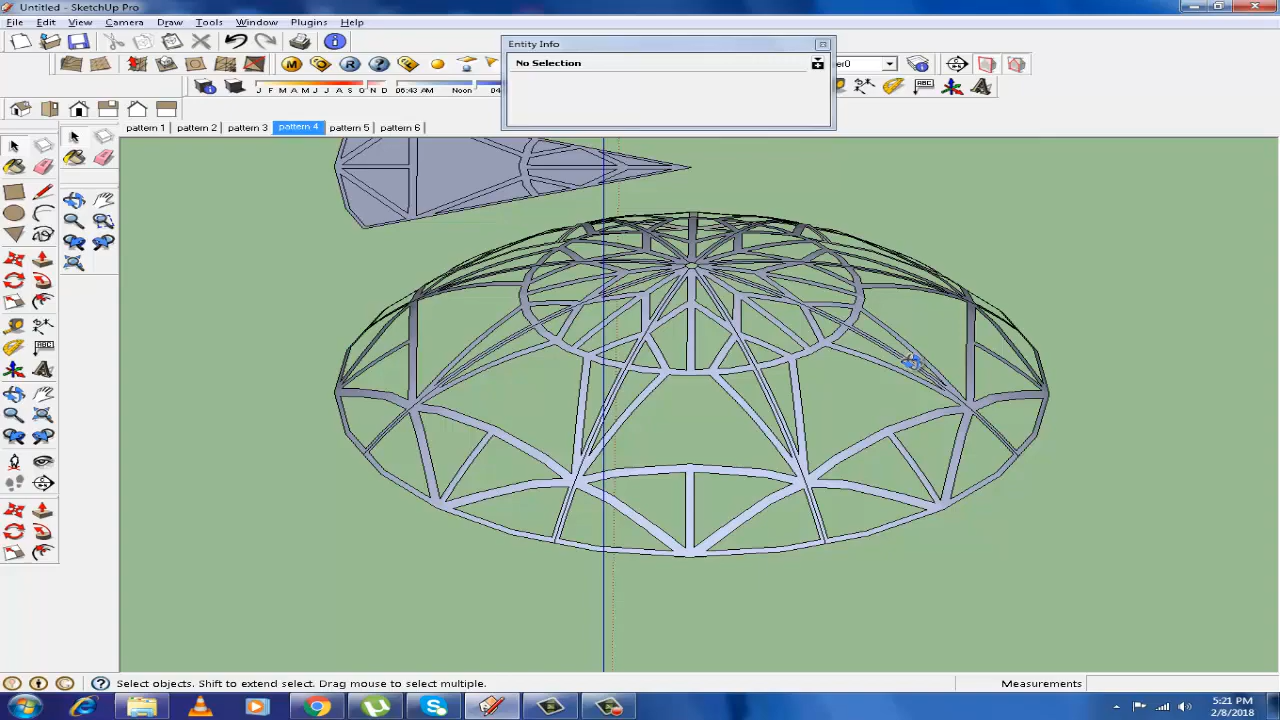 Untitled - SketchUp Pro
File Edit View Camera Draw Tools Window Plugins Help
Entity Info
No Selection
J F M A M J J A S O N D 06:43 AM Noon
pattern 1 pattern 2 pattern 3 pattern 4 pattern 5 pattern 6
Select objects. Shift to extend select. Drag mouse to select multiple.
Measurements
5:21 PM
2/8/2018